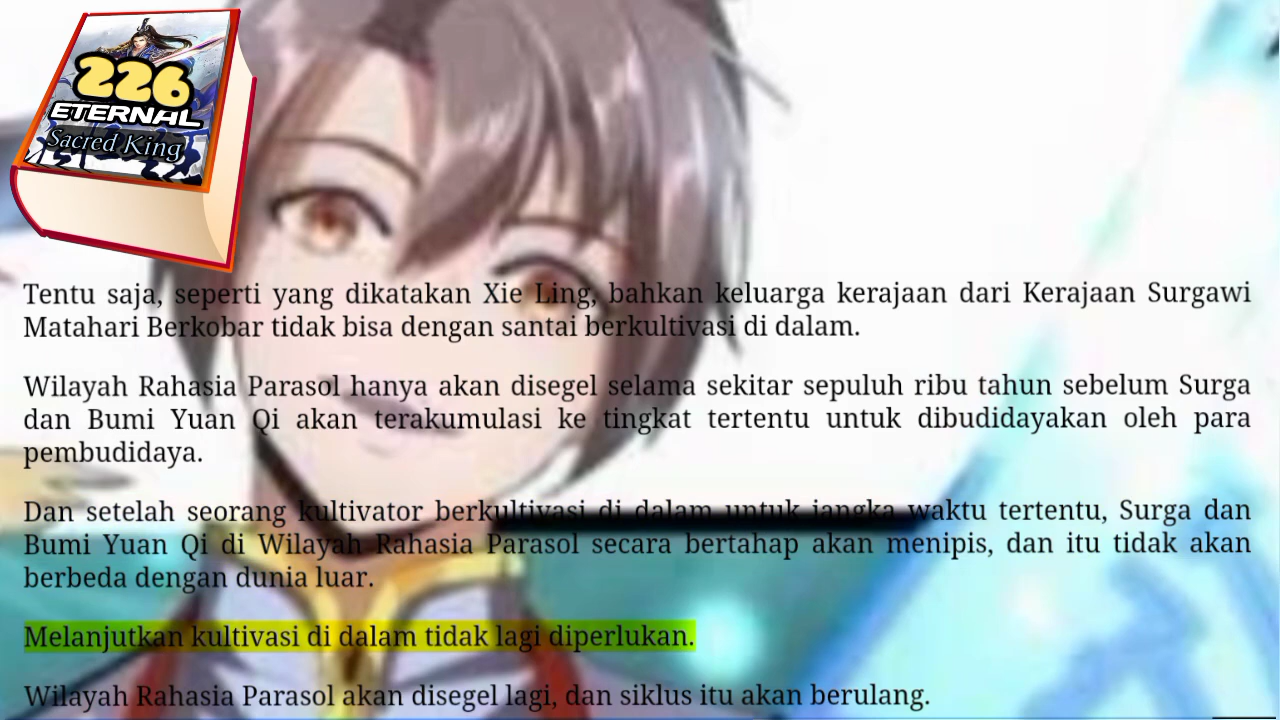 226
ETERNAL
Sacred King
Tentu saja, seperti yang dikatakan Xie Ling, bahkan keluarga kerajaan dari Kerajaan Surgawi
Matahari Berkobar tidak bisa dengan santai berkultivasi di dalam.
Wilayah Rahasia Parasol hanya akan disegel selama sekitar sepuluh ribu tahun sebelum Surga
dan Bumi Yuan Qi akan terakumulasi ke tingkat tertentu untuk dibudidayakan oleh para
pembudidaya.
Dan setelah seorang kultivator berkultivasi di dalam untuk jangka waktu tertentu, Surga dan
Bumi Yuan Qi di Wilayah Rahasia Parasol secara bertahap akan menipis, dan itu tidak akan
berbeda dengan dunia luar.
Melanjutkan kultivasi di dalam tidak lagi diperlukan.
Wilayah Rahasia Parasol akan disegel lagi, dan siklus itu akan berulang.